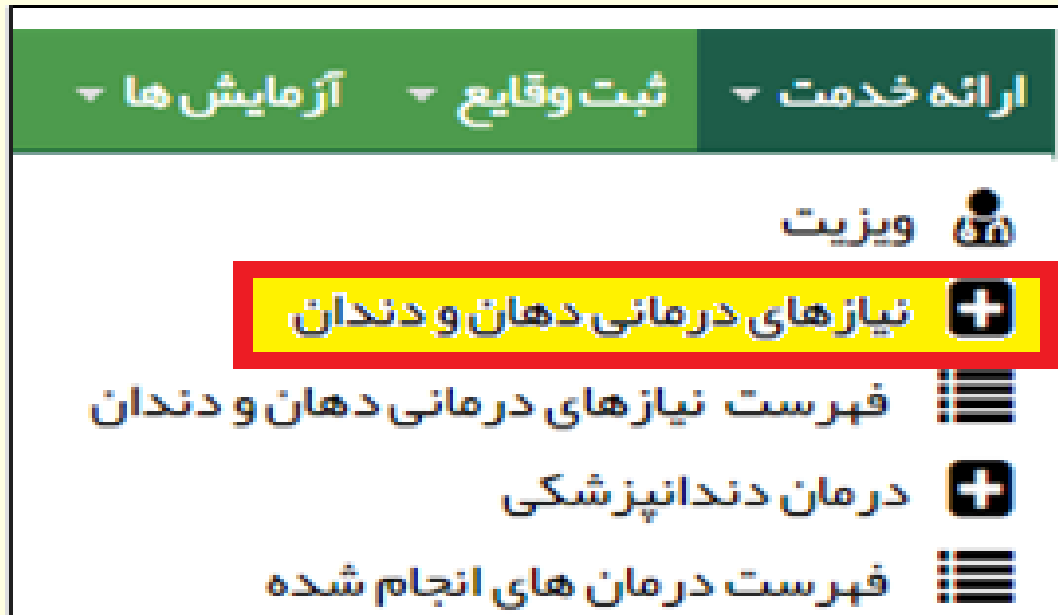 ارائه خدمت ثبت وقایع آزمایش ها
ویزیت
نیازهای درمانی دهان و دندان
فهرست نیازهای درمانی دهان و دندان
درمان دندانپزشکی
فهرست درمان های انجام شده